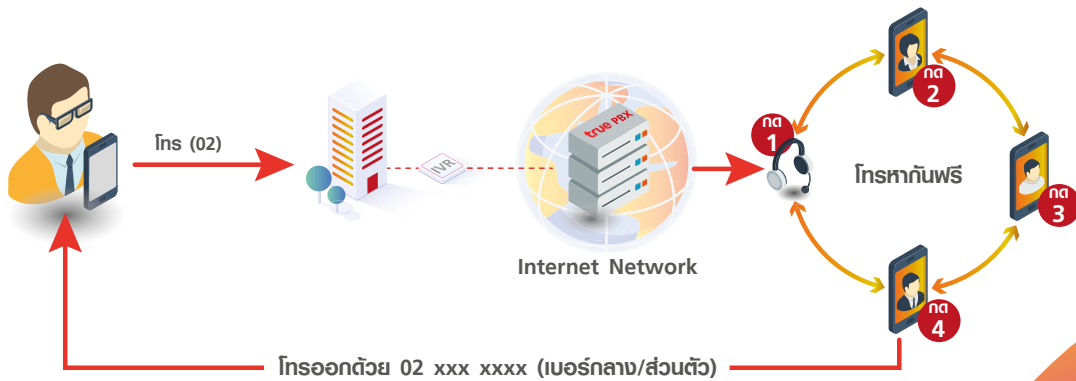 โทร (02)
IVR
true PBX
Internet Network
กด
1
กด
2
กด
3
กด
4
โทรหากันฟรี
โทรออกด้วย 02 xxx xxxx (เบอร์กลาง/ส่วนตัว)